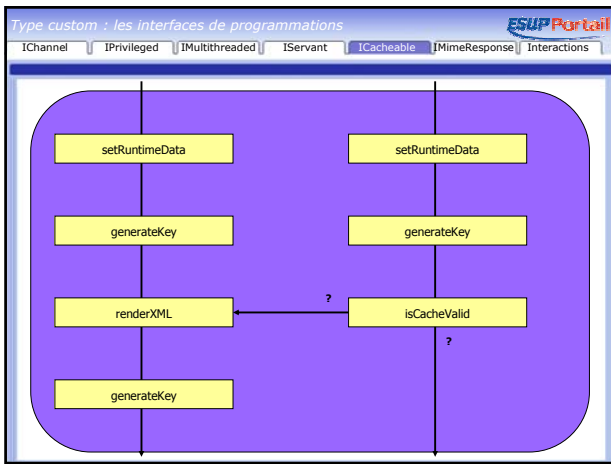 Type custom : les interfaces de programmations
ESUP Portail
IChannel IPrivileged IMultithreaded IServant ICacheable IMimeResponse Interactions
setRuntimeData setRuntimeData
generateKey generateKey
?
renderXML isCacheValid
?
generateKey